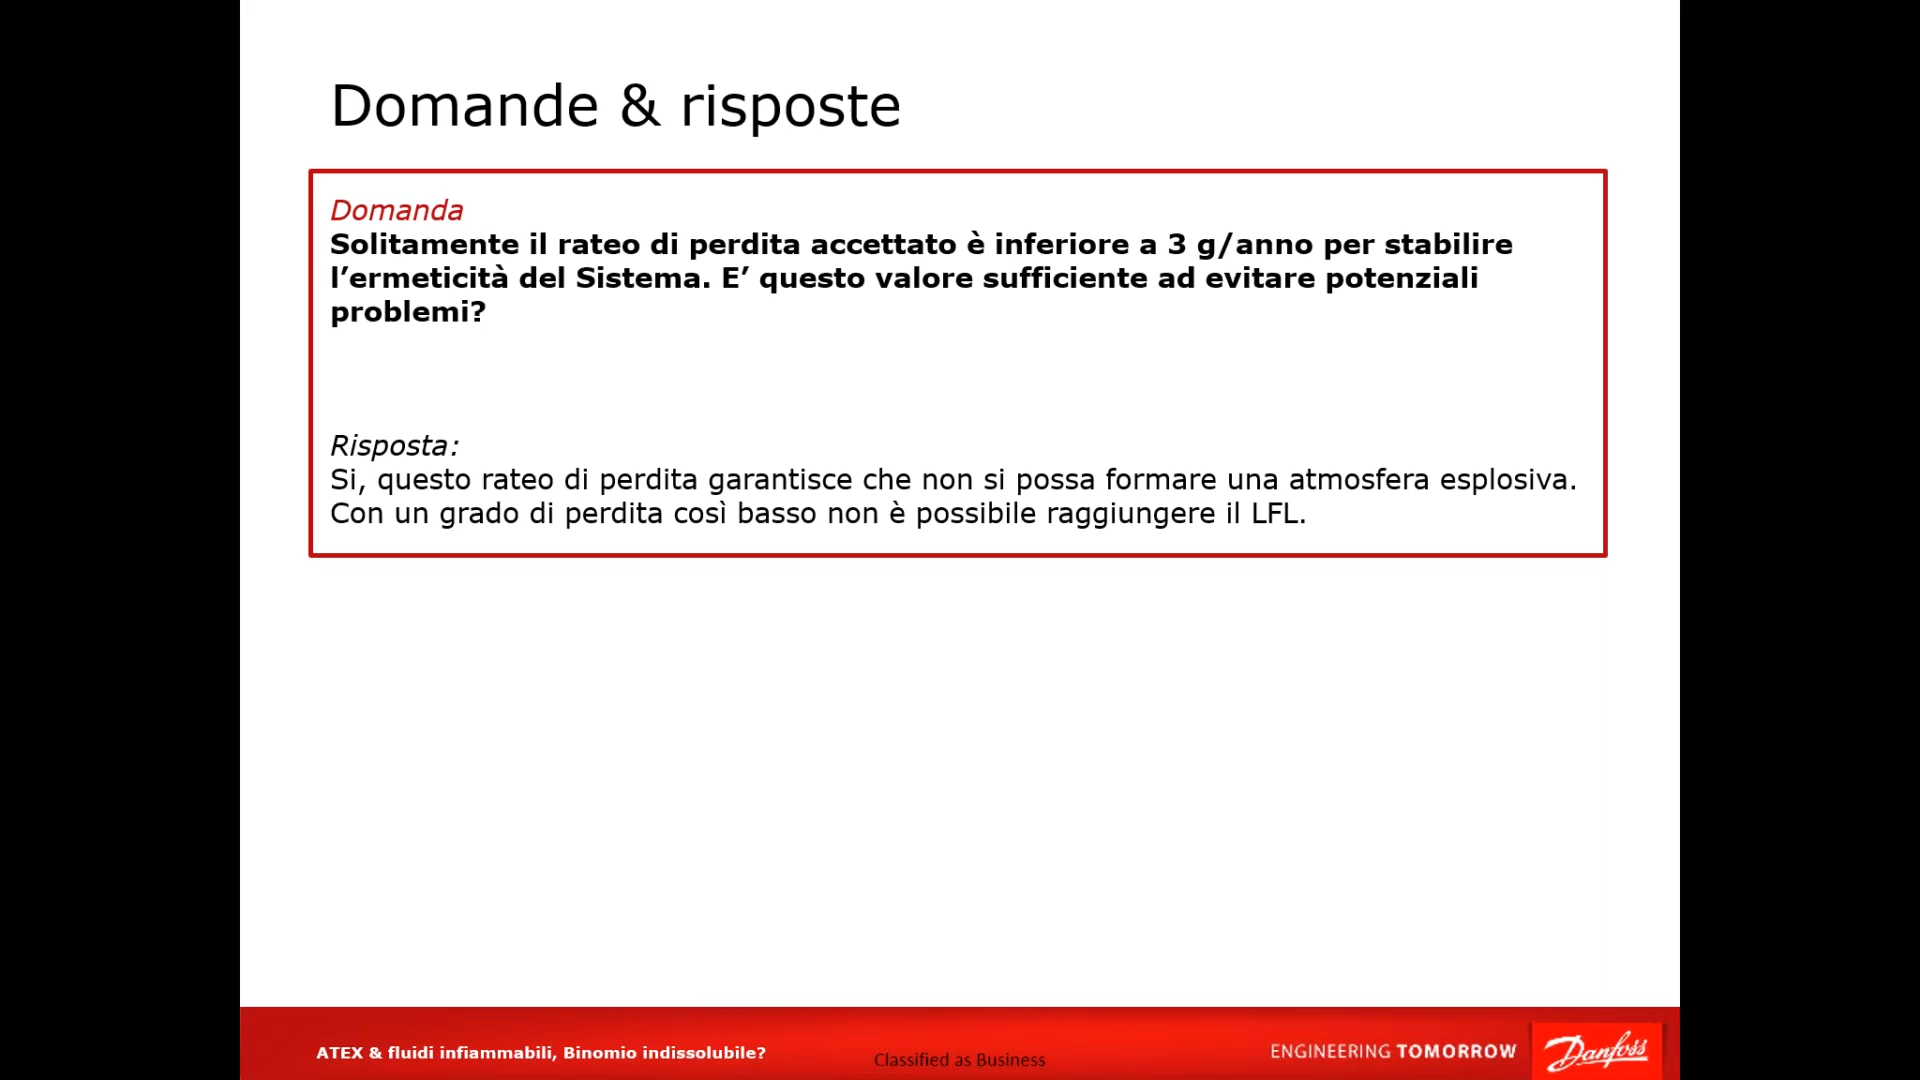 Domande & risposte
Domanda
Solitamente il rateo di perdita accettato è inferiore a 3 g/anno per stabilire
l’ermeticità del Sistema. E’ questo valore sufficiente ad evitare potenziali
problemi?
Risposta:
Si, questo rateo di perdita garantisce che non si possa formare una atmosfera esplosiva.
Con un grado di perdita così basso non è possibile raggiungere il LFL.
ATEX & fluidi infiammabili, Binomio indissolubile?
Classified as Business
ENGINEERING TOMORROW
Danfoss